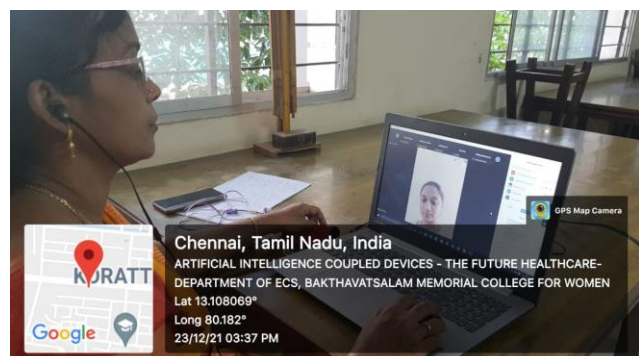 GPS Map Camera
KORATT
Google
Chennai, Tamil Nadu, India
ARTIFICIAL INTELLIGENCE COUPLED DEVICES - THE FUTURE HEALTHCARE-
DEPARTMENT OF ECS, BAKTHAVATSALAM MEMORIAL COLLEGE FOR WOMEN
Lat 13.108069°
Long 80.182°
23/12/21 03:37 PM